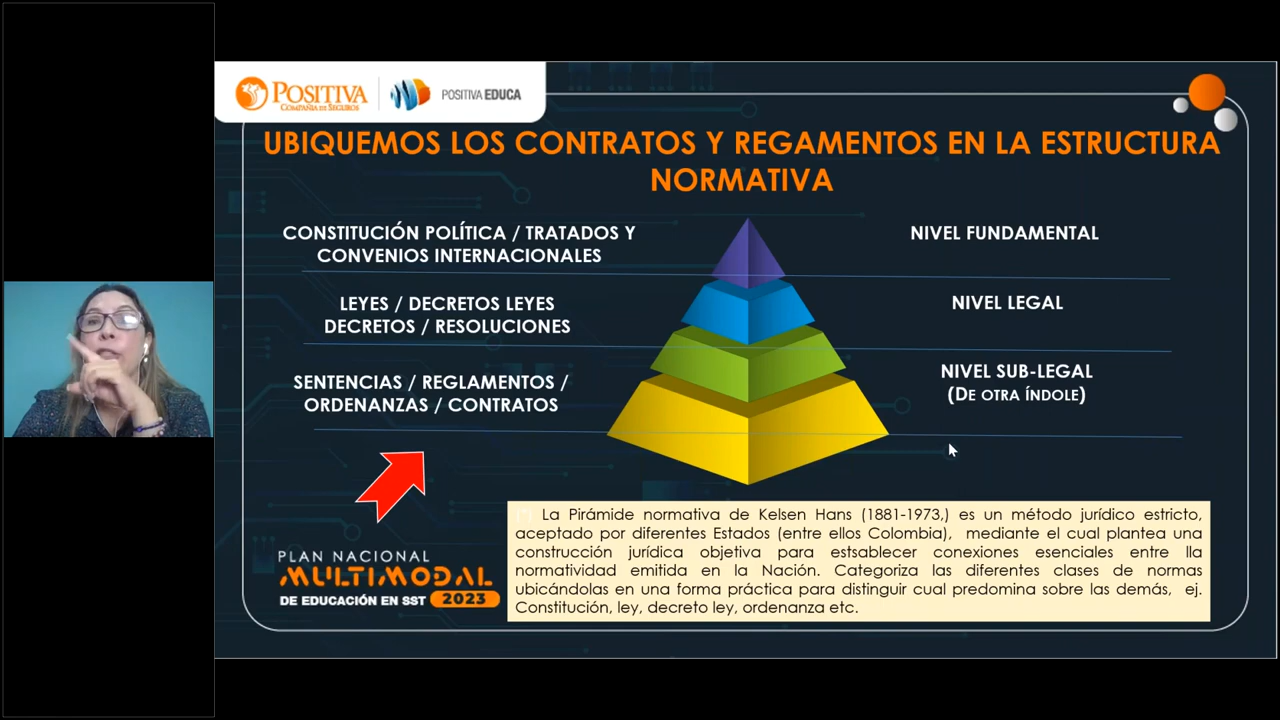 POSITIVA
COMPAÑÍA DE SEGUROS
POSITIVA EDUCA
UBIQUEMOS LOS CONTRATOS Y REGAMENTOS EN LA ESTRUCTURA
NORMATIVA
CONSTITUCIÓN POLÍTICA / TRATADOS Y
CONVENIOS INTERNACIONALES
NIVEL FUNDAMENTAL
LEYES / DECRETOS LEYES
DECRETOS / RESOLUCIONES
NIVEL LEGAL
SENTENCIAS / REGLAMENTOS /
ORDENANZAS / CONTRATOS
NIVEL SUB-LEGAL
(DE OTRA ÍNDOLE)
La Pirámide normativa de Kelsen Hans (1881-1973,) es un método jurídico estricto,
aceptado por diferentes Estados (entre ellos Colombia), mediante el cual plantea una
construcción jurídica objetiva para estsablecer conexiones esenciales entre lla
normatividad emitida en la Nación. Categoriza las diferentes clases de normas
ubicándolas en una forma práctica para distinguir cual predomina sobre las demás, ej.
Constitución, ley, decreto ley, ordenanza etc.
PLAN NACIONAL
MULTIMODAL
DE EDUCACIÓN EN SST 2023